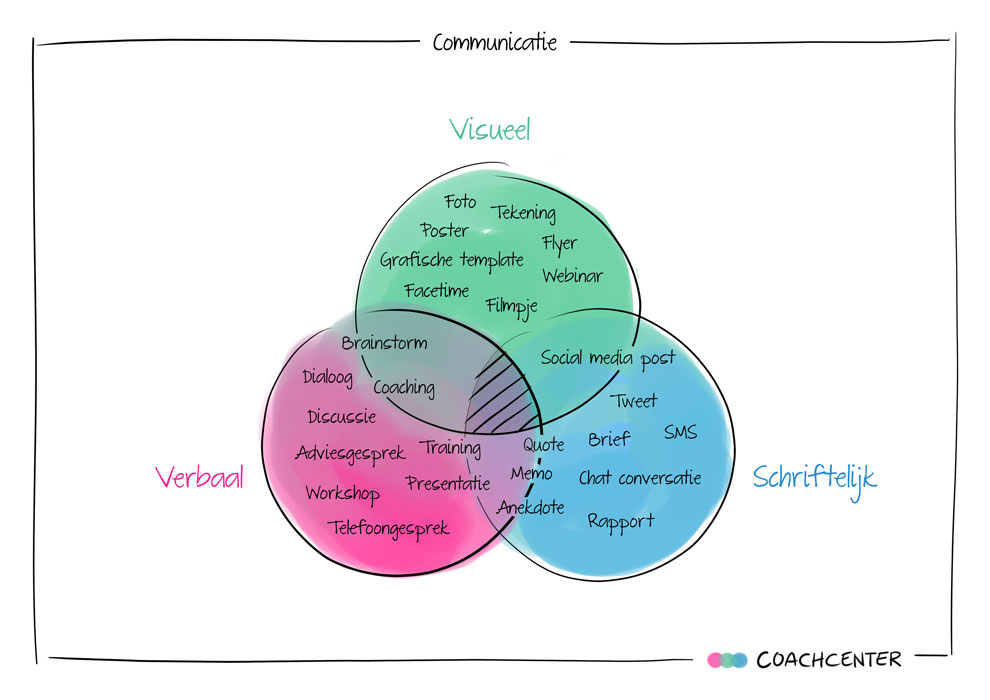 Communicatie
Visueel
Foto
Tekening
Poster
Flyer
Grafische template
Webinar
Facetime
Filmpje
Brainstorm
Social media post
Dialoog
Coaching
Tweet
Discussie
SMS
Brief
Quote
Training
Adviesgesprek
Verbaal
Memo
Chat conversatie
Schriftelijk
Presentatie
Workshop
Anekdote
Rapport
Telefoongesprek
COACHCENTER